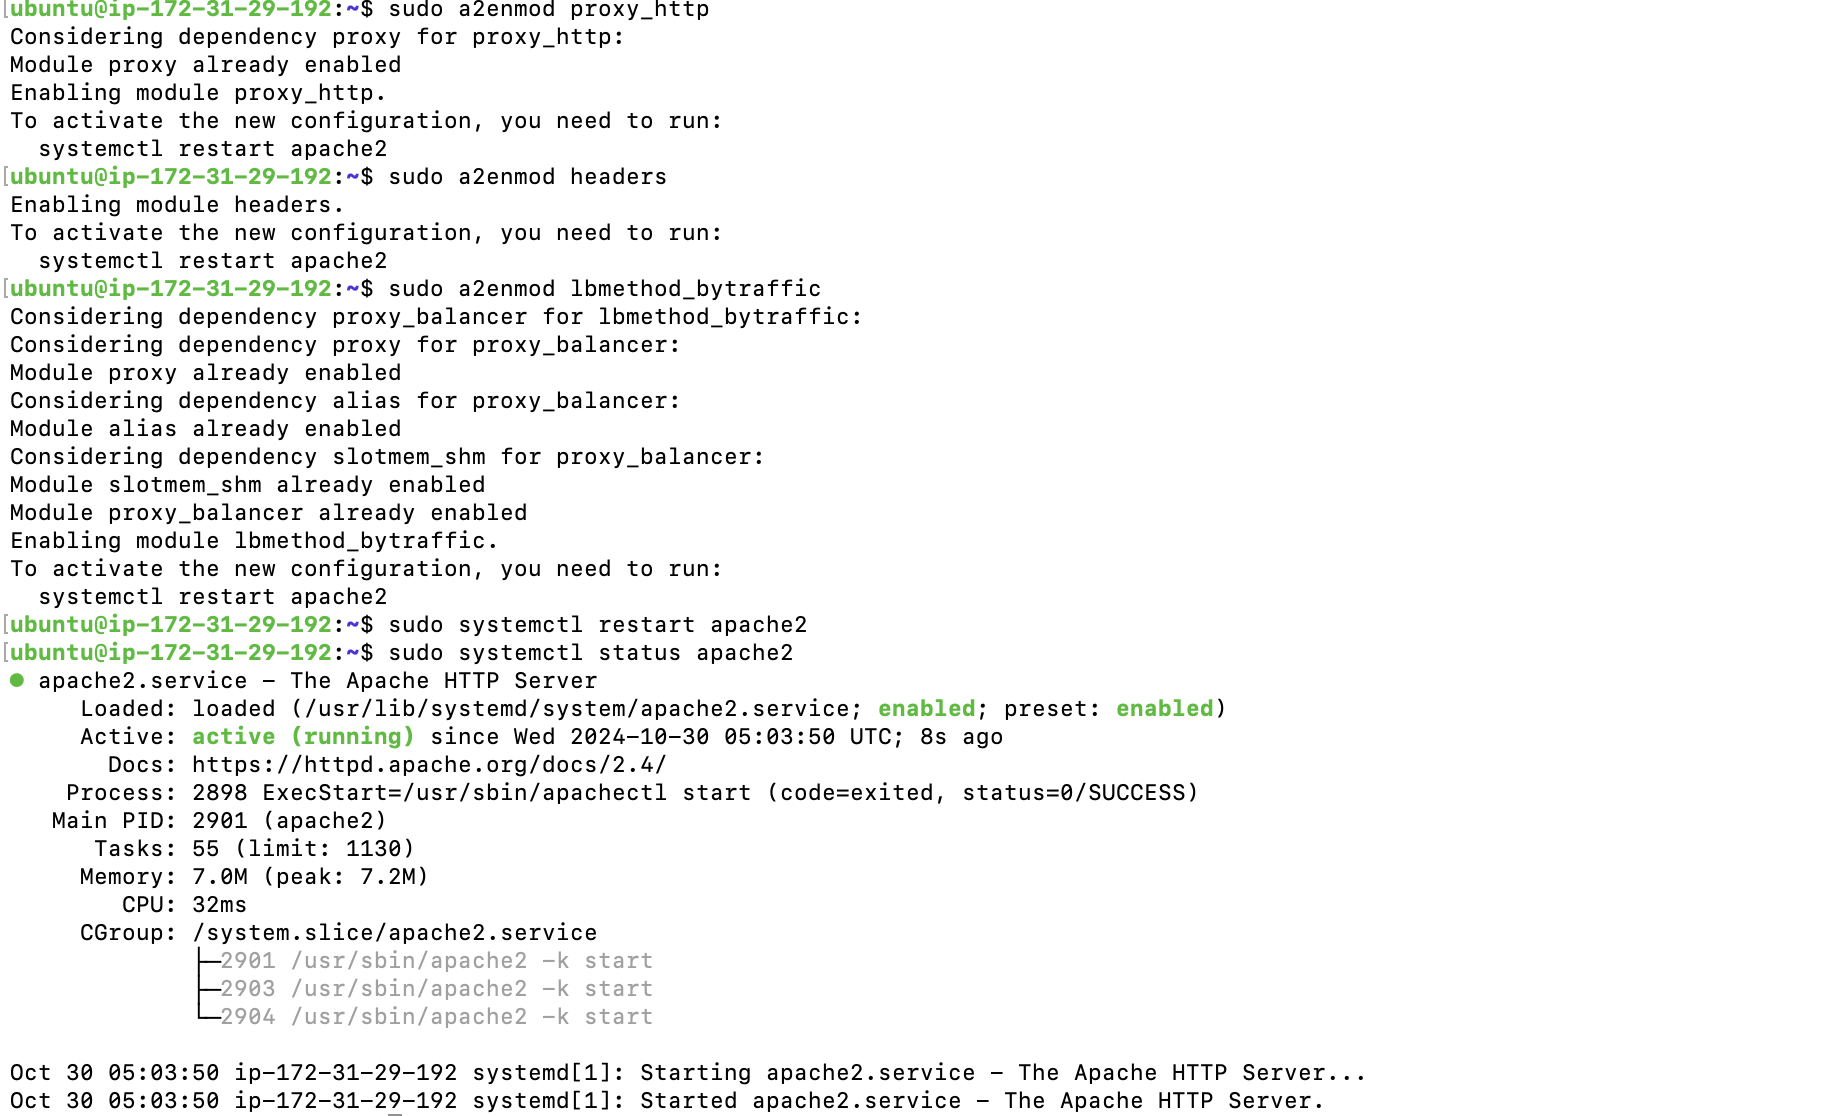 [ubuntu@ip-172-31-29-192:~$ sudo a2enmod proxy_http
Considering dependency proxy for proxy_http:
Module proxy already enabled
Enabling module proxy_http.
To activate the new configuration, you need to run:
  systemctl restart apache2
[ubuntu@ip-172-31-29-192:~$ sudo a2enmod headers
Enabling module headers.
To activate the new configuration, you need to run:
  systemctl restart apache2
[ubuntu@ip-172-31-29-192:~$ sudo a2enmod lbmethod_bytraffic
Considering dependency proxy_balancer for lbmethod_bytraffic:
Considering dependency proxy for proxy_balancer:
Module proxy already enabled
Considering dependency alias for proxy_balancer:
Module alias already enabled
Considering dependency slotmem_shm for proxy_balancer:
Module slotmem_shm already enabled
Module proxy_balancer already enabled
Enabling module lbmethod_bytraffic.
To activate the new configuration, you need to run:
  systemctl restart apache2
[ubuntu@ip-172-31-29-192:~$ sudo systemctl restart apache2
[ubuntu@ip-172-31-29-192:~$ sudo systemctl status apache2
● apache2.service - The Apache HTTP Server
     Loaded: loaded (/usr/lib/systemd/system/apache2.service; enabled; preset: enabled)
     Active: active (running) since Wed 2024-10-30 05:03:50 UTC; 8s ago
       Docs: https://httpd.apache.org/docs/2.4/
    Process: 2898 ExecStart=/usr/sbin/apachectl start (code=exited, status=0/SUCCESS)
   Main PID: 2901 (apache2)
      Tasks: 55 (limit: 1130)
     Memory: 7.0M (peak: 7.2M)
        CPU: 32ms
     CGroup: /system.slice/apache2.service
             ├─2901 /usr/sbin/apache2 -k start
             ├─2903 /usr/sbin/apache2 -k start
             └─2904 /usr/sbin/apache2 -k start

Oct 30 05:03:50 ip-172-31-29-192 systemd[1]: Starting apache2.service - The Apache HTTP Server...
Oct 30 05:03:50 ip-172-31-29-192 systemd[1]: Started apache2.service - The Apache HTTP Server.